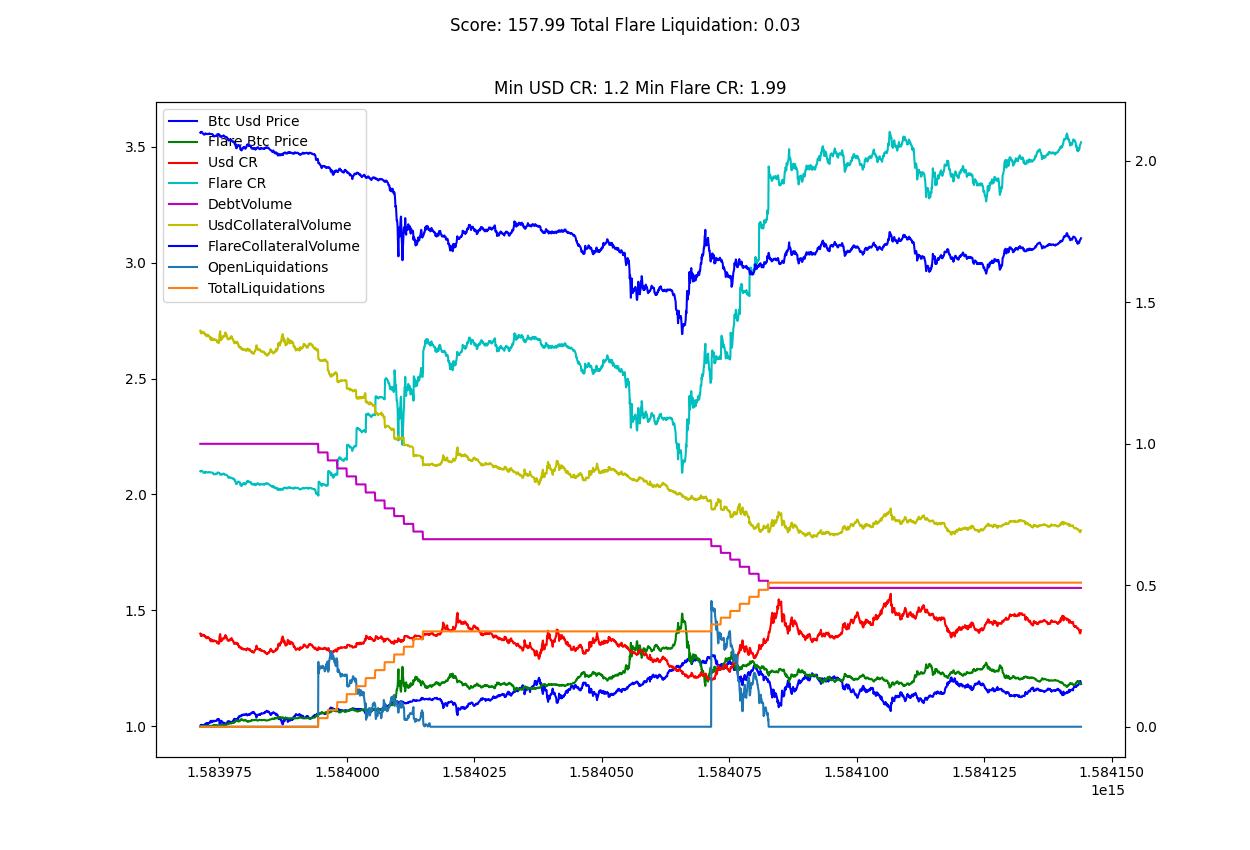 Score: 157.99 Total Flare Liquidation: 0.03
Min USD CR: 1.2 Min Flare CR: 1.99
Btc Usd Price
Flare Btc Price
Usd CR
Flare CR
DebtVolume
UsdCollateralVolume
FlareCollateralVolume
OpenLiquidations
TotalLiquidations
3.5
3.0
2.5
2.0
1.5
1.0
2.0
1.5
1.0
0.5
0.0
1.583975 1.584000 1.584025 1.584050 1.584075 1.584100 1.584125 1.584150
1e15